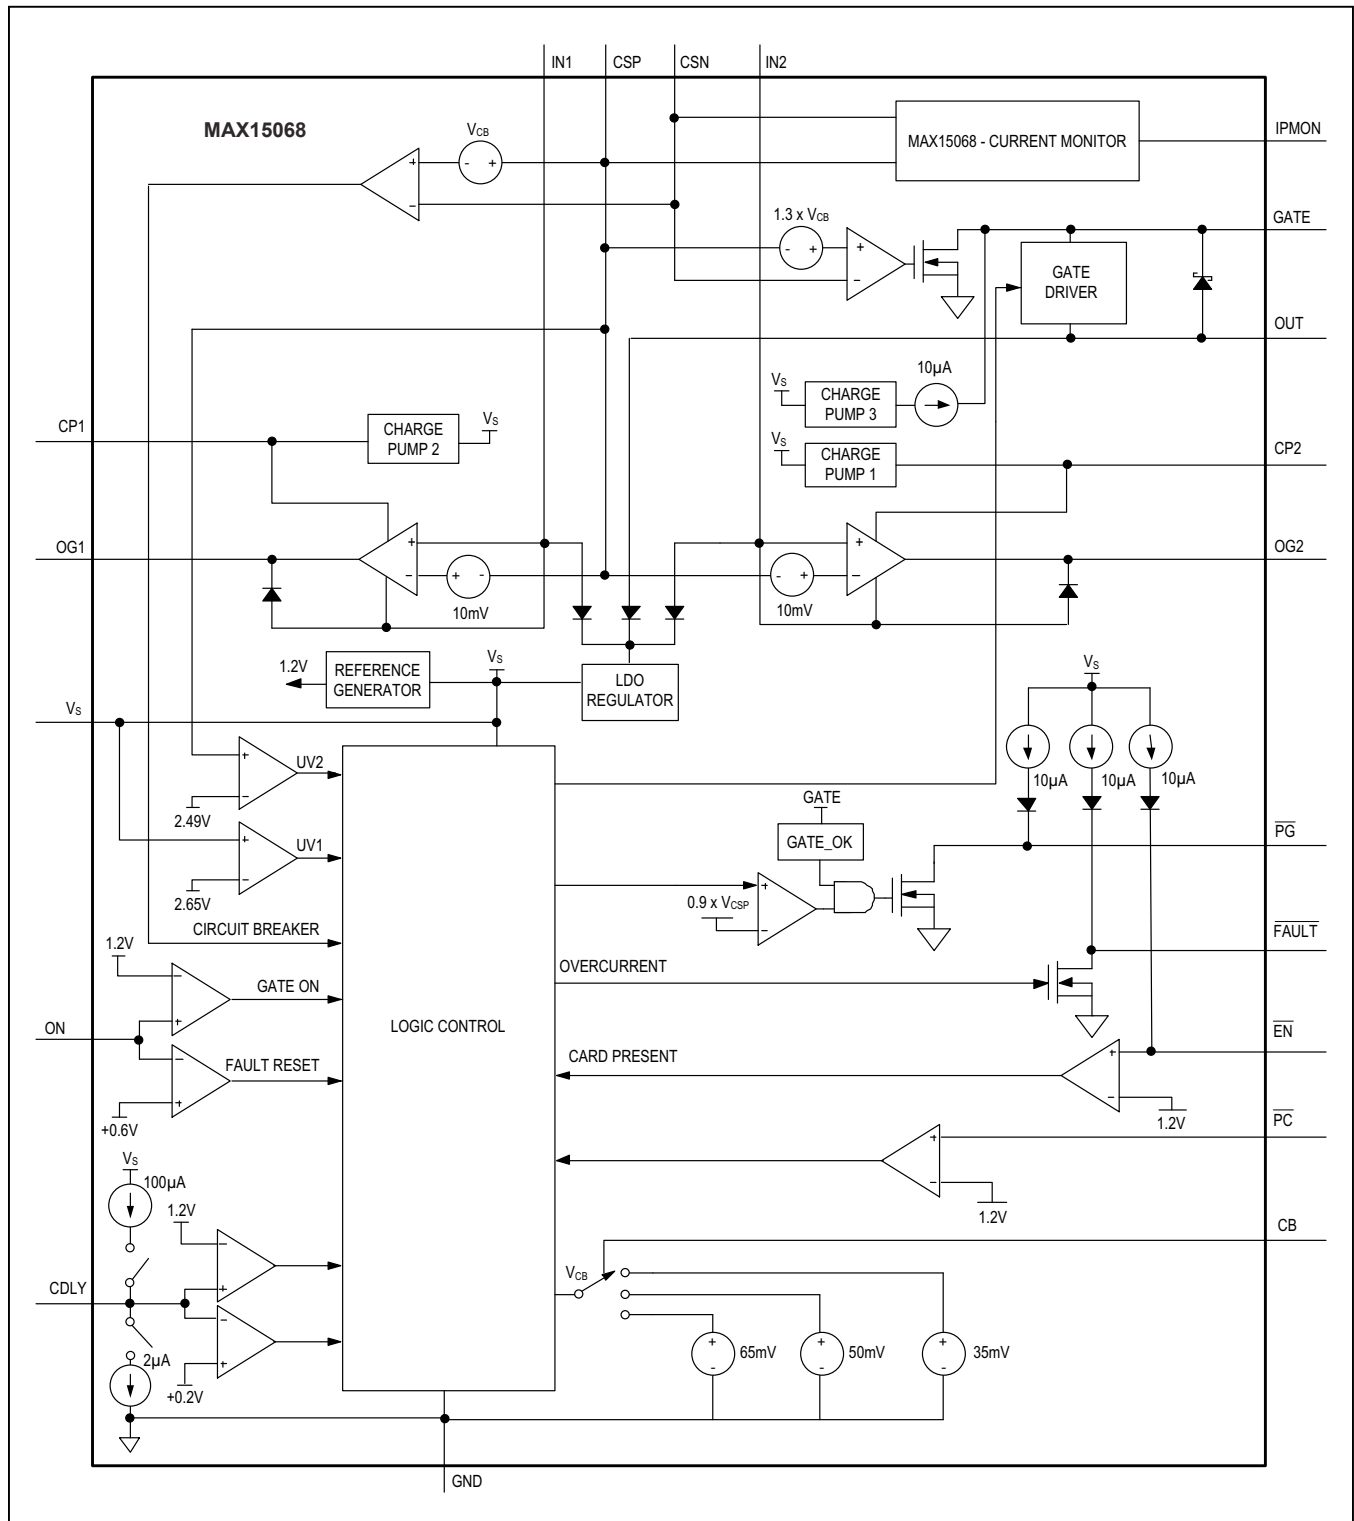 IN1
CSP
CSN
IN2
MAX15068
VCB
- +
+
-
MAX15068 - CURRENT MONITOR
IPMON
1.3 x VCB
- +
+
-
GATE
GATE
DRIVER
OUT
10µA
VS
CHARGE
PUMP 3
CP1
CHARGE
PUMP 2
VS
VS
CHARGE
PUMP 1
CP2
OG1
+
-
+ -
10mV
- +
10mV
+
-
OG2
1.2V
REFERENCE
GENERATOR
VS
LDO
REGULATOR
VS
VS
10µA
10µA
10µA
+
-
UV2
2.49V
+
-
UV1
2.65V
GATE
GATE_OK
PG
0.9 x VCSP
+
-
CIRCUIT BREAKER
1.2V
-
+
GATE ON
OVERCURRENT
FAULT
ON
LOGIC CONTROL
-
+
FAULT RESET
+0.6V
CARD PRESENT
+
-
1.2V
EN
+
-
1.2V
PC
VS
100µA
1.2V
-
+
CB
CDLY
VCB
-
+
2µA
+0.2V
+
-
65mV
+
-
50mV
+
-
35mV
GND